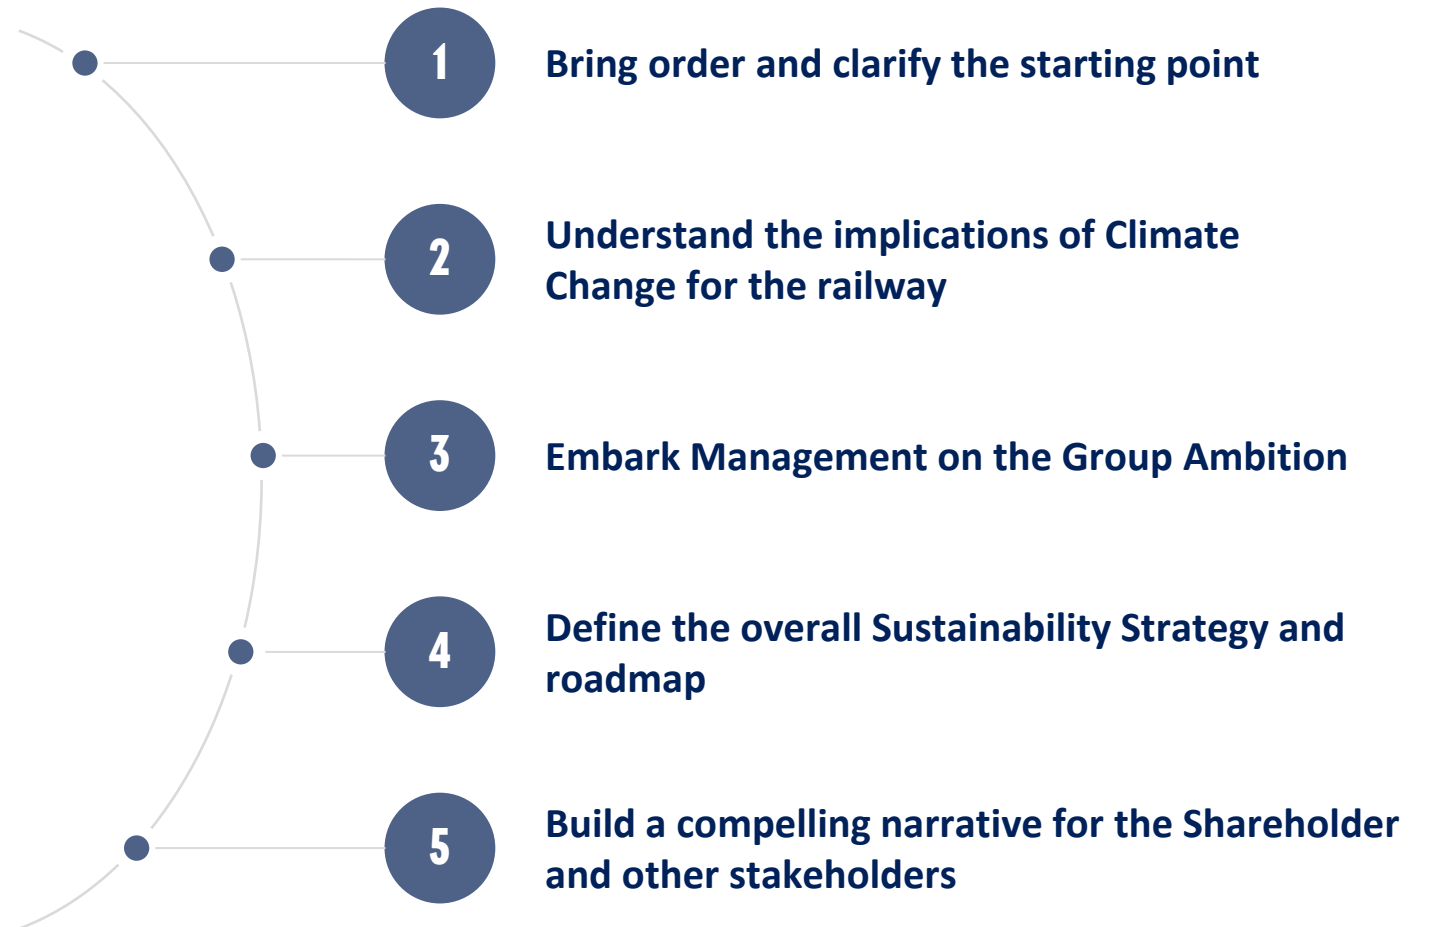 1
Bring order and clarify the starting point
2
Understand the implications of Climate
Change for the railway
3
Embark Management on the Group Ambition
4
Define the overall Sustainability Strategy and
roadmap
5
Build a compelling narrative for the Shareholder
and other stakeholders